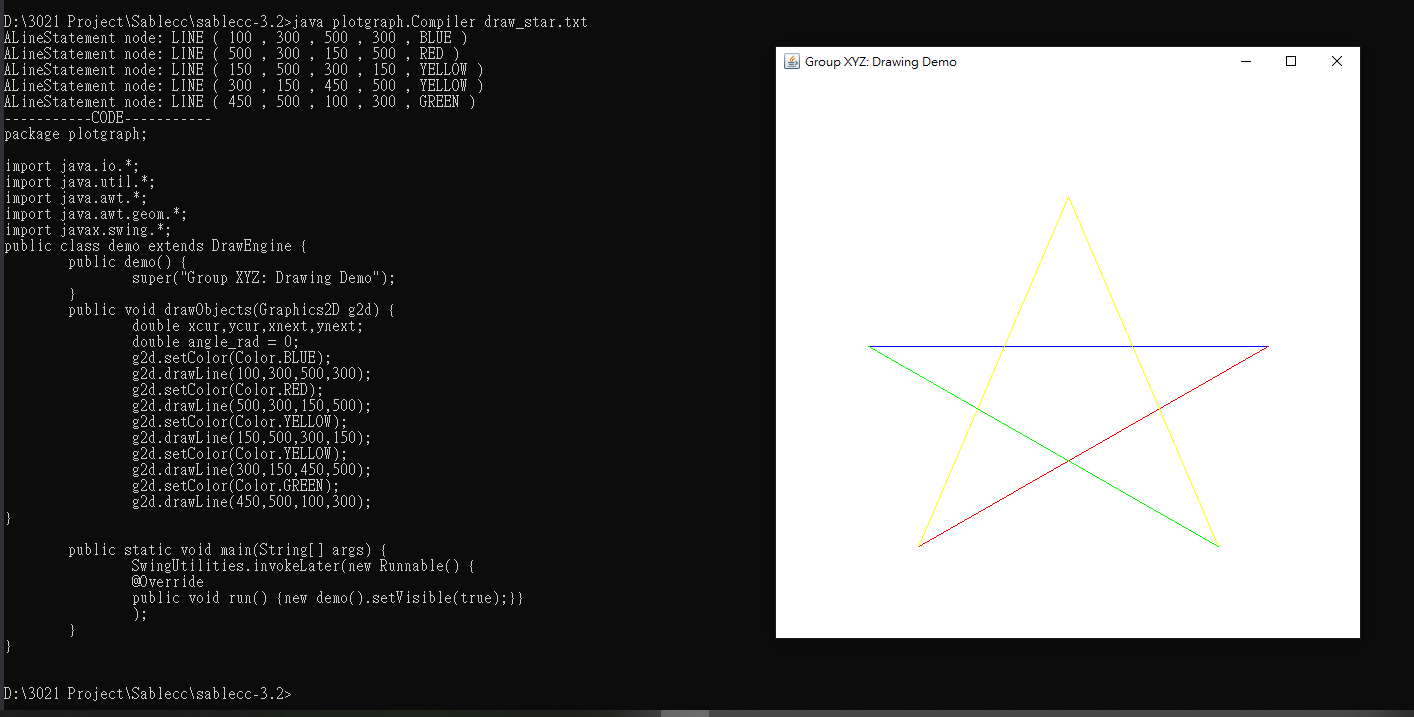 D:\3021 Project\Sablecc\sablecc-3.2>java plotgraph.Compiler draw_star.txt
ALineStatement node: LINE ( 100 , 300 , 500 , 300 , BLUE )
ALineStatement node: LINE ( 500 , 300 , 150 , 500 , RED )
ALineStatement node: LINE ( 150 , 500 , 300 , 150 , YELLOW )
ALineStatement node: LINE ( 300 , 150 , 450 , 500 , YELLOW )
ALineStatement node: LINE ( 450 , 500 , 100 , 300 , GREEN )
-----------CODE-----------
package plotgraph;

import java.io.*;
import java.util.*;
import java.awt.*;
import java.awt.geom.*;
import javax.swing.*;
public class demo extends DrawEngine {
        public demo() {
                super("Group XYZ: Drawing Demo");
        }
        public void drawObjects(Graphics2D g2d) {
                double xcur,ycur,xnext,ynext;
                double angle_rad = 0;
                g2d.setColor(Color.BLUE);
                g2d.drawLine(100,300,500,300);
                g2d.setColor(Color.RED);
                g2d.drawLine(500,300,150,500);
                g2d.setColor(Color.YELLOW);
                g2d.drawLine(150,500,300,150);
                g2d.setColor(Color.YELLOW);
                g2d.drawLine(300,150,450,500);
                g2d.setColor(Color.GREEN);
                g2d.drawLine(450,500,100,300);
}

        public static void main(String[] args) {
                SwingUtilities.invokeLater(new Runnable() {
                @Override
                public void run() {new demo().setVisible(true);}}
                );
        }
}

D:\3021 Project\Sablecc\sablecc-3.2>
Group XYZ: Drawing Demo